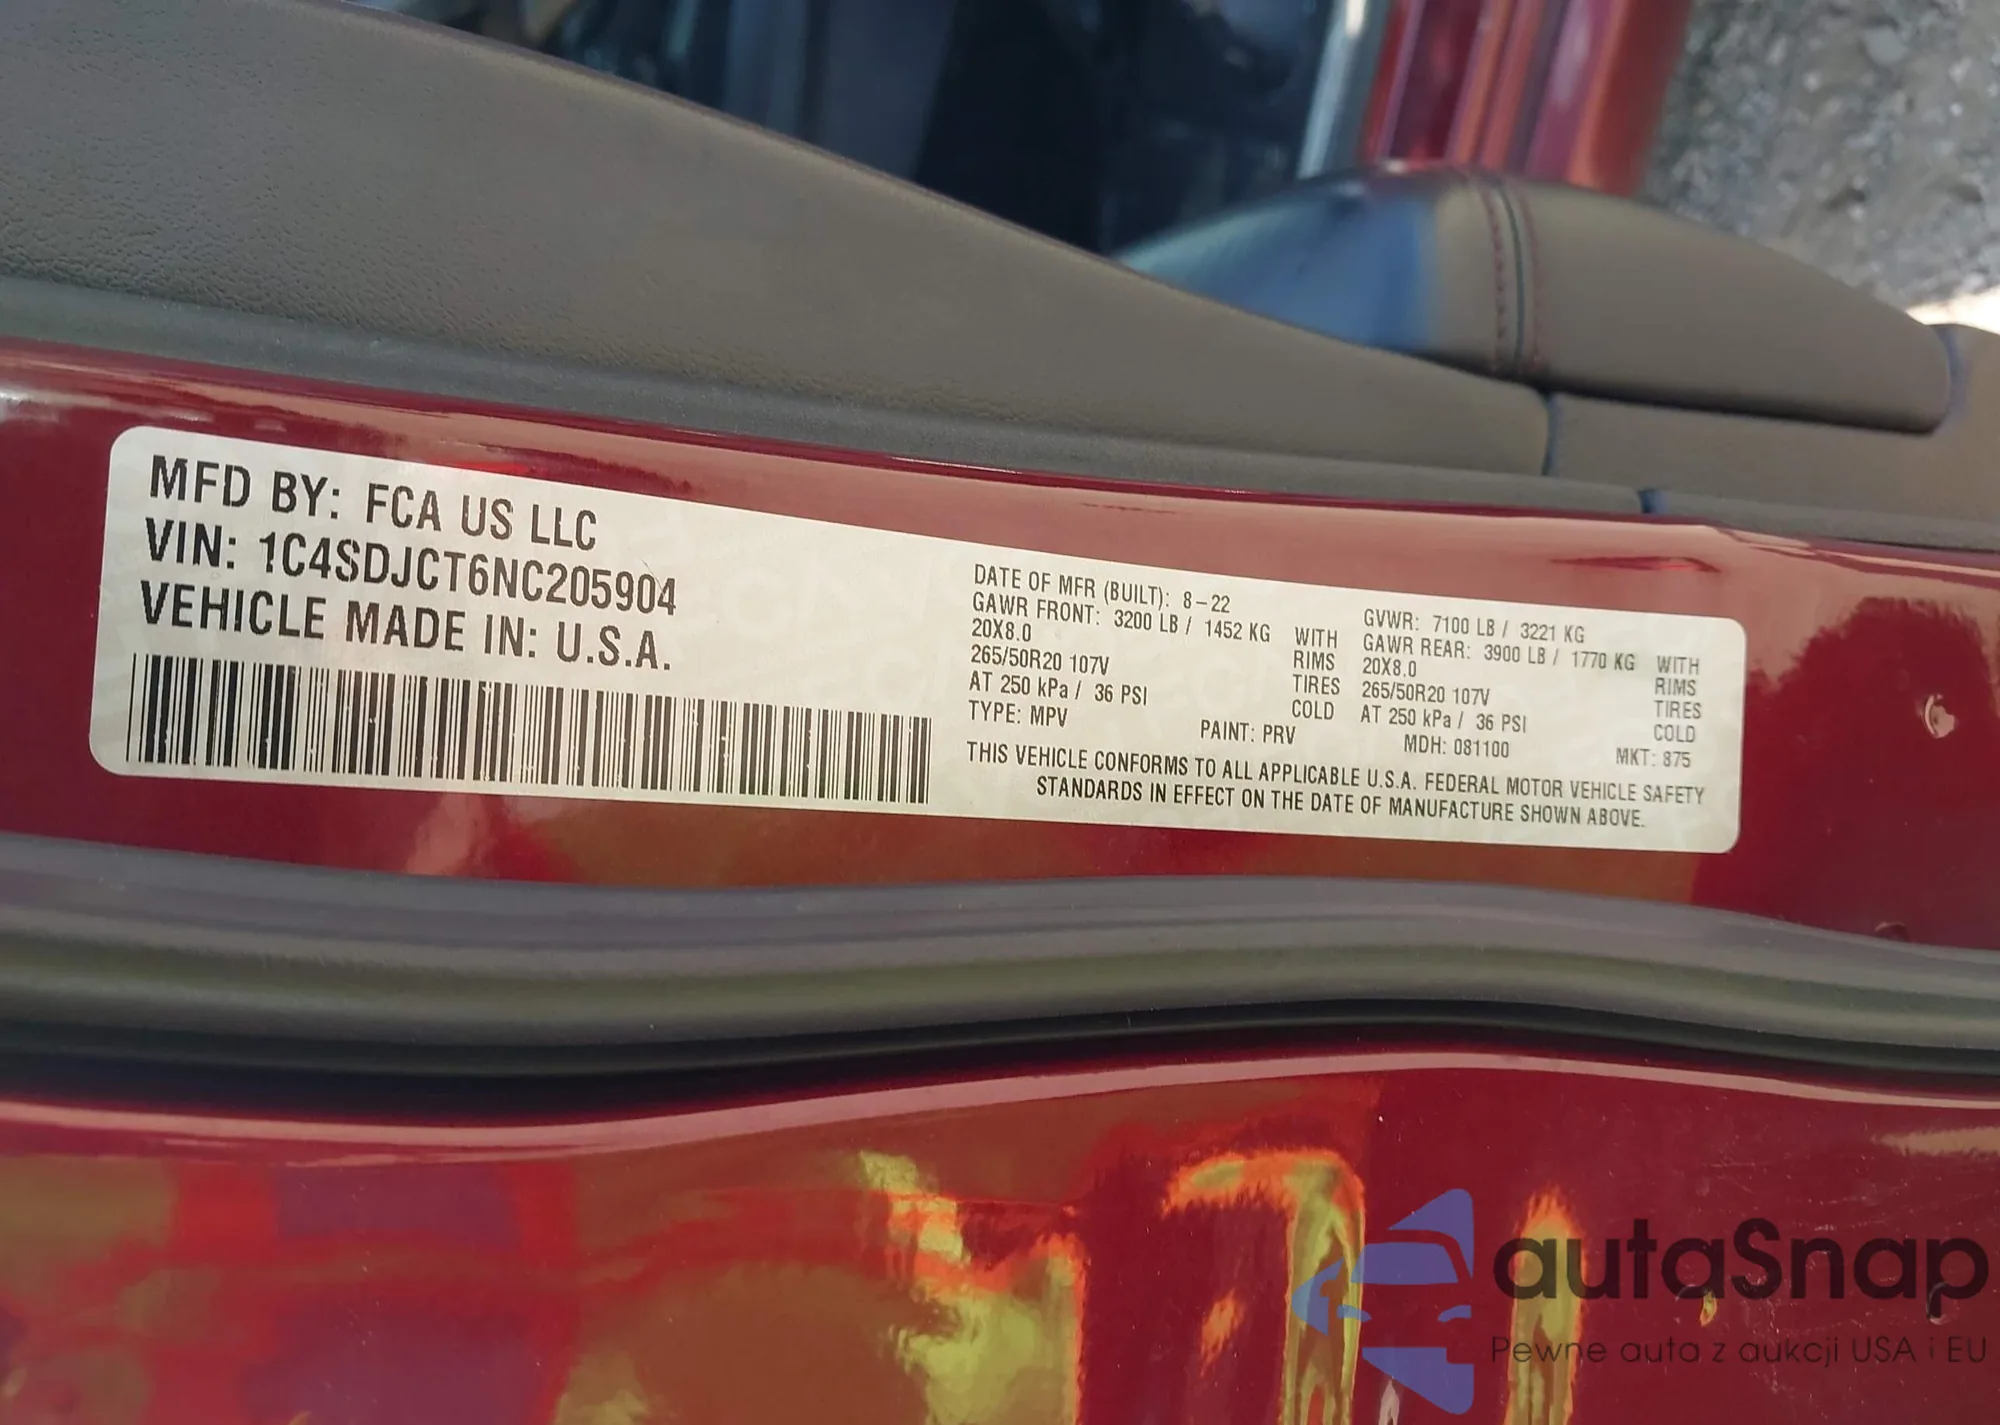 MFD BY: FCA US LLC
VIN: 1C4SDJCT6NC205904
VEHICLE MADE IN: U.S.A.
DATE OF MFR (BUILT): 8-22
GAWR FRONT: 3200 LB / 1452 KG WITH
20X8.0 RIMS
265/50R20 107V TIRES
AT 250 kPa / 36 PSI COLD
TYPE: MPV
PAINT: PRV
GVWR: 7100 LB / 3221 KG
GAWR REAR: 3900 LB / 1770 KG WITH
20X8.0 RIMS
265/50R20 107V TIRES
AT 250 kPa / 36 PSI COLD
MDH: 081100
MKT: 875
THIS VEHICLE CONFORMS TO ALL APPLICABLE U.S.A. FEDERAL MOTOR VEHICLE SAFETY
STANDARDS IN EFFECT ON THE DATE OF MANUFACTURE SHOWN ABOVE.
autaSnap
Pewne auta z aukcji USA i EU